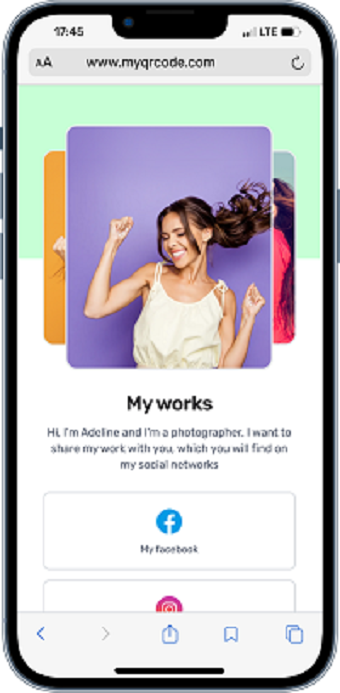 17:45 LTE
AA www.myqrcode.com
My works
Hi, I'm Adeline and I'm a photographer. I want to
share my work with you, which you will find on
my social networks
My facebook